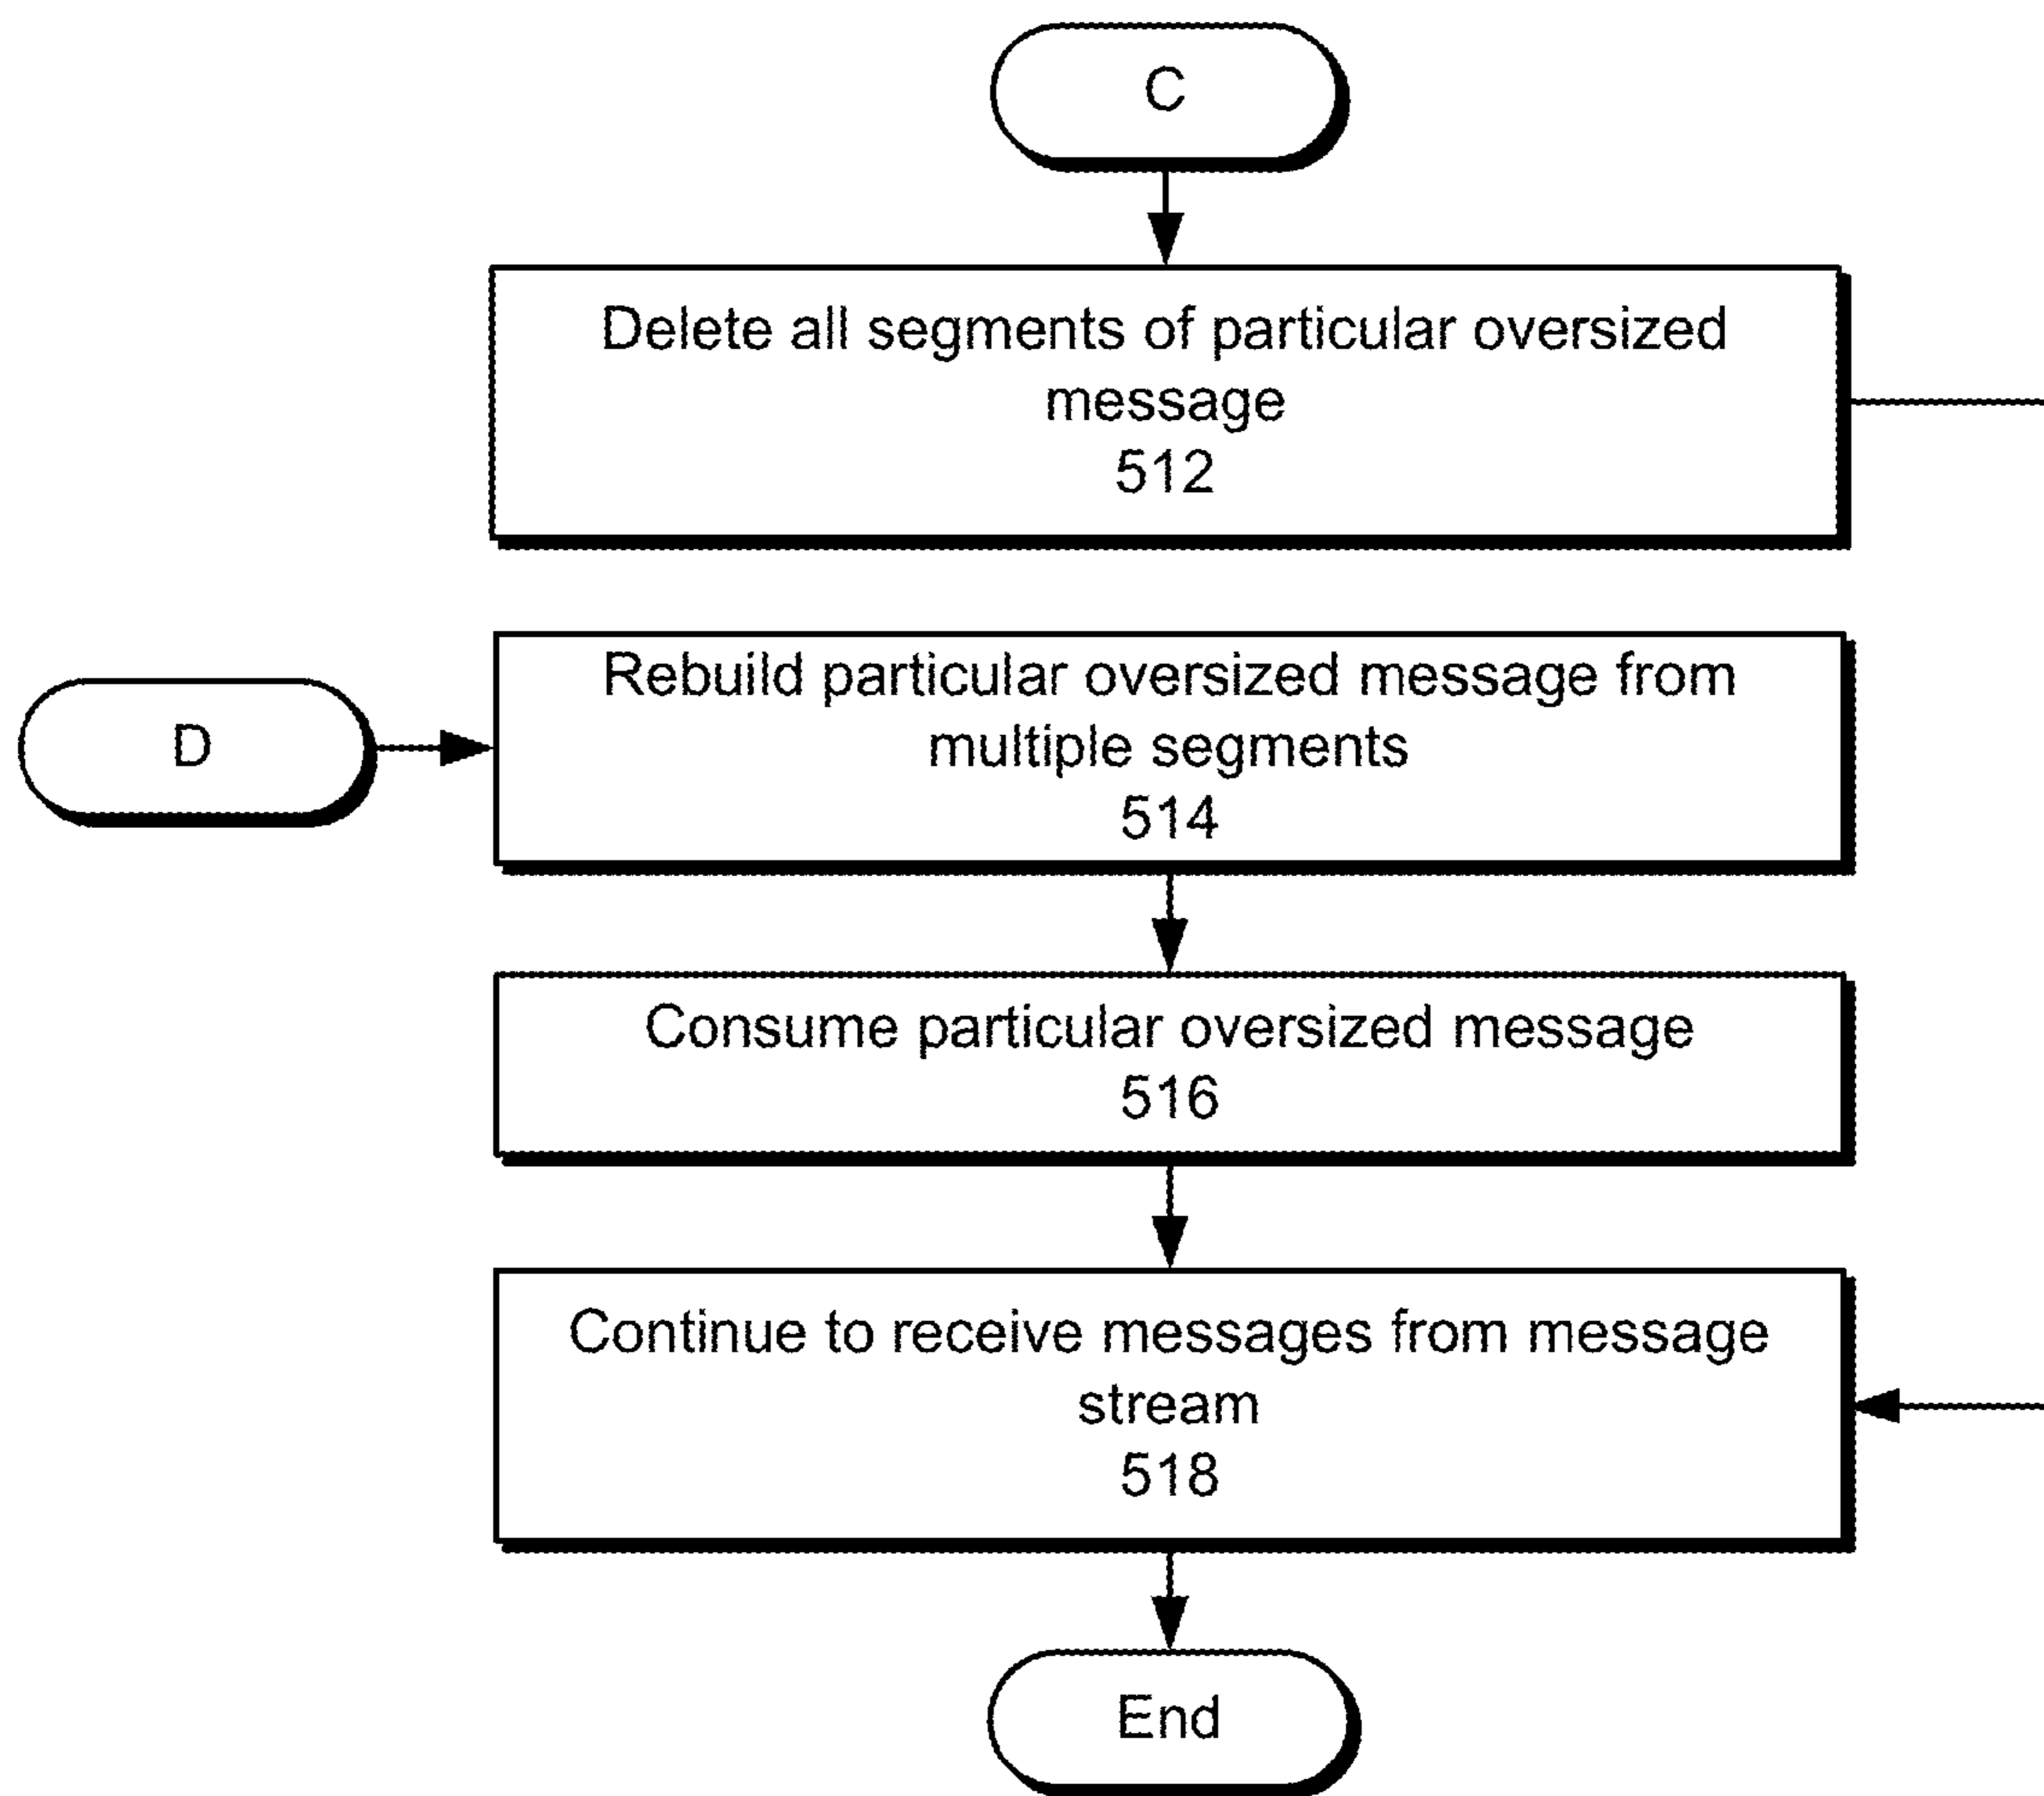 C
Delete all segments of particular oversized
message
512
D
Rebuild particular oversized message from
multiple segments
514
Consume particular oversized message
516
Continue to receive messages from message
stream
518
End